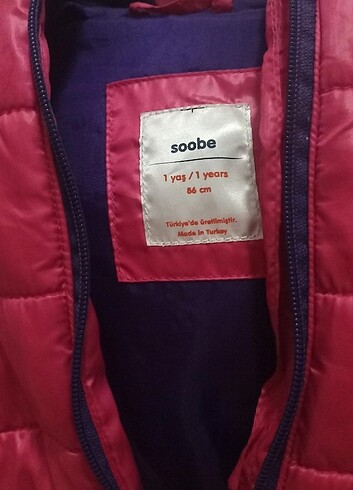 soobe
1 yaş / 1 years
86 cm
Türkiye'de Üretilmiştir.
Made in Turkey